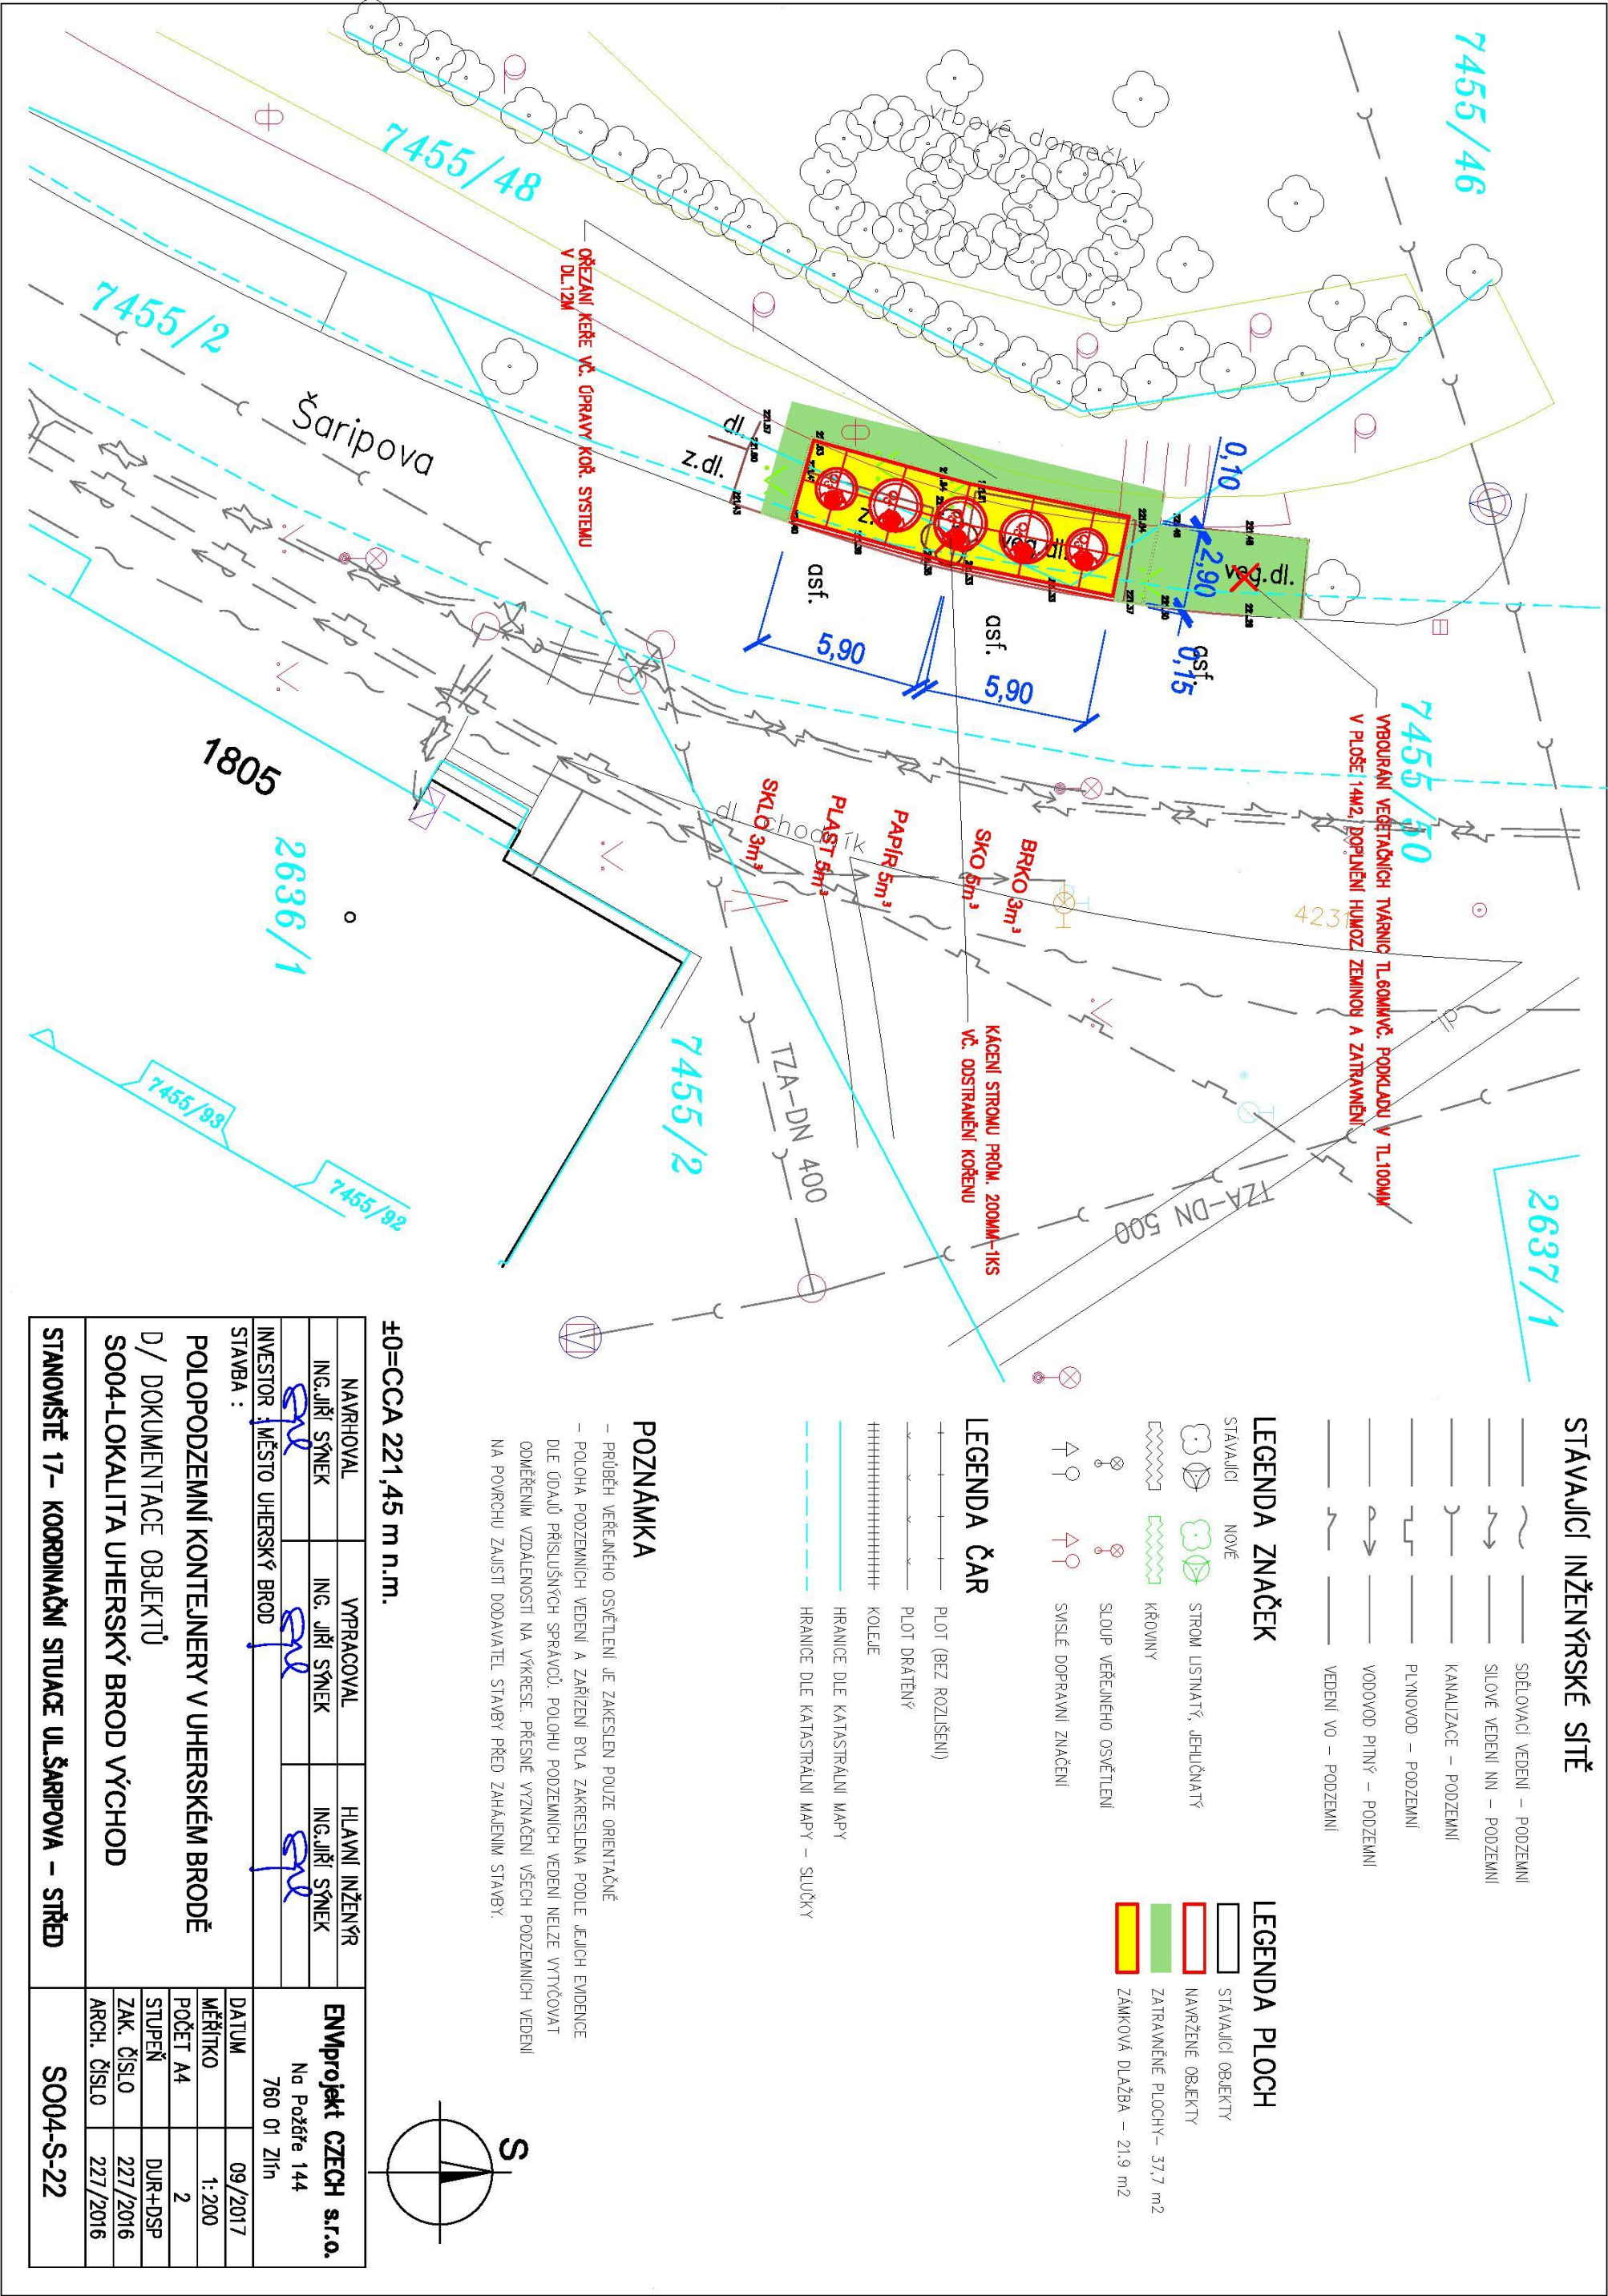 7455/46
vrbové domečky
7455/48
OŘEZÁNÍ KEŘE VČ. ÚPRAVY KOŘ. SYSTEMU
V DL.12M
7455/2
Šaripova
dl.
z.dl.
veg.dl.
veg.dl.
asf.
asf.
asf.
0,10
2,90
0,15
5,90
5,90
7455/50
VYBOURÁNÍ VEGETAČNÍCH TVÁRNIC TL.60MMVČ. PODKLADU V TL.100MM
V PLOŠE 14M2, DOPLNĚNÍ HUMOZ. ZEMINOU A ZATRAVNĚNÍ
1805
2636/1
dl. chodník
SKLO 3m³
PLAST 5m³
PAPÍR 5m³
SKO 5m³
BRKO 3m³
KÁCENÍ STROMU PRŮM. 200MM-1KS
VČ. ODSTRANĚNÍ KOŘENU
TZA-DN 400
TZA-DN 500
7455/2
2637/1
7455/93
7455/92
STÁVAJÍCÍ INŽENÝRSKÉ SÍTĚ
SDĚLOVACÍ VEDENÍ - PODZEMNÍ
SILOVÉ VEDENÍ NN - PODZEMNÍ
KANALIZACE - PODZEMNÍ
PLYNOVOD - PODZEMNÍ
VODOVOD PITNÝ - PODZEMNÍ
VEDENÍ VO - PODZEMNÍ
LEGENDA ZNAČEK
STÁVAJÍCÍ NOVÉ
STROM LISTNATÝ, JEHLIČNATÝ
KŘOVINY
SLOUP VEŘEJNÉHO OSVĚTLENÍ
SVISLÉ DOPRAVNÍ ZNAČENÍ
LEGENDA PLOCH
STÁVAJÍCÍ OBJEKTY
NAVRŽENÉ OBJEKTY
ZATRAVNĚNÉ PLOCHY- 37,7 m2
ZÁMKOVÁ DLAŽBA - 21.9 m2
LEGENDA ČAR
PLOT (BEZ ROZLIŠENÍ)
PLOT DRÁTĚNÝ
KOLEJE
HRANICE DLE KATASTRÁLNÍ MAPY
HRANICE DLE KATASTRÁLNÍ MAPY - SLUČKY
POZNÁMKA
- PRŮBĚH VEŘEJNÉHO OSVĚTLENÍ JE ZAKESLEN POUZE ORIENTAČNĚ
- POLOHA PODZEMNÍCH VEDENÍ A ZAŘÍZENÍ BYLA ZAKRESLENA PODLE JEJICH EVIDENCE
DLE ÚDAJŮ PŘÍSLUŠNÝCH SPRÁVCŮ. POLOHU PODZEMNÍCH VEDENÍ NELZE VYTYČOVAT
ODMĚŘENÍM VZDÁLENOSTÍ NA VÝKRESE. PŘESNÉ VYZNAČENÍ VŠECH PODZEMNÍCH VEDENÍ
NA POVRCHU ZAJISTÍ DODAVATEL STAVBY PŘED ZAHÁJENÍM STAVBY.
S
±0=CCA 221,45 m n.m.
NAVRHOVAL VYPRACOVAL HLAVNÍ INŽENÝR
ING.JIŘÍ SÝNEK ING. JIŘÍ SÝNEK ING.JIŘÍ SÝNEK
INVESTOR : MĚSTO UHERSKÝ BROD
STAVBA :
POLOPODZEMNÍ KONTEJNERY V UHERSKÉM BRODĚ
D/ DOKUMENTACE OBJEKTŮ
SO04-LOKALITA UHERSKÝ BROD VÝCHOD
STANOVIŠTĚ 17- KOORDINAČNÍ SITUACE UL.ŠARIPOVA - STŘED
ENVIprojekt CZECH s.r.o.
Na Požáře 144
760 01 Zlín
DATUM 09/2017
MĚŘÍTKO 1:200
POČET A4 2
STUPEŇ DUR+DSP
ZAK. ČÍSLO 227/2016
ARCH. ČÍSLO 227/2016
SO04-S-22